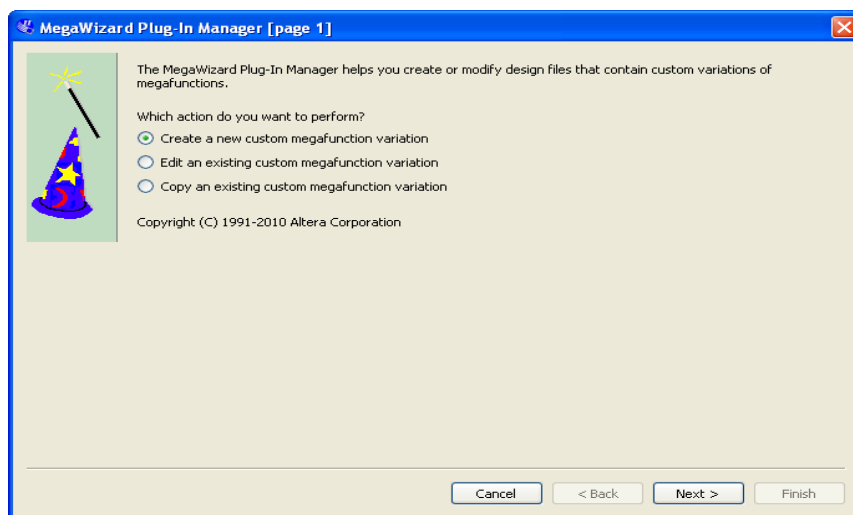 MegaWizard Plug-In Manager [page 1]
The MegaWizard Plug-In Manager helps you create or modify design files that contain custom variations of
megafunctions.
Which action do you want to perform?
Create a new custom megafunction variation
Edit an existing custom megafunction variation
Copy an existing custom megafunction variation
Copyright (C) 1991-2010 Altera Corporation
Cancel
< Back
Next >
Finish